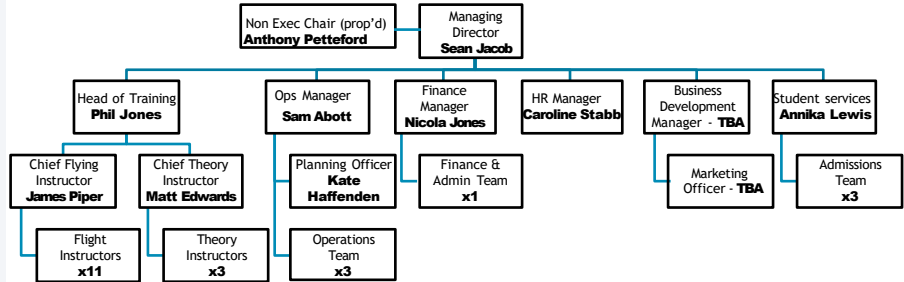 Non Exec Chair (prop'd)
Anthony Petteford
Managing
Director
Sean Jacob
Head of Training
Phil Jones
Ops Manager
Sam Abott
Finance
Manager
Nicola Jones
HR Manager
Caroline Stabb
Business
Development
Manager - TBA
Student services
Annika Lewis
Chief Flying
Instructor
James Piper
Chief Theory
Instructor
Matt Edwards
Planning Officer
Kate
Haffenden
Finance &
Admin Team
x1
Marketing
Officer - TBA
Admissions
Team
x3
Flight
Instructors
x11
Theory
Instructors
x3
Operations
Team
x3